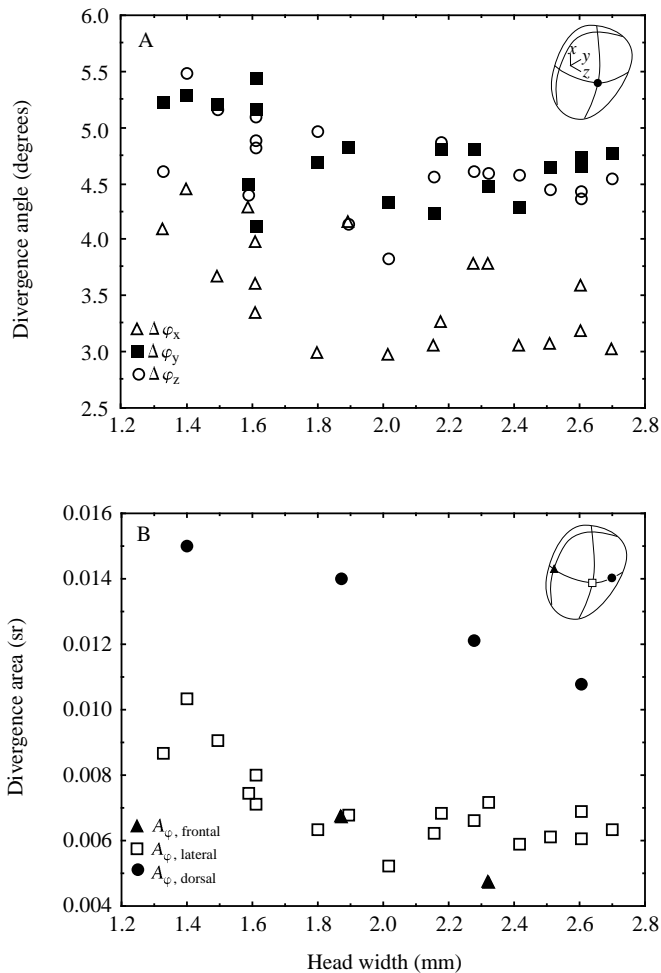 6.0
A
x
y
z
5.5
5.0
4.5
4.0
3.5
3.0
2.5
Divergence angle (degrees)
Δφx
Δφy
Δφz
1.2 1.4 1.6 1.8 2.0 2.2 2.4 2.6 2.8
0.016
B
0.014
0.012
0.010
0.008
0.006
0.004
Divergence area (sr)
Aφ, frontal
Aφ, lateral
Aφ, dorsal
1.2 1.4 1.6 1.8 2.0 2.2 2.4 2.6 2.8
Head width (mm)